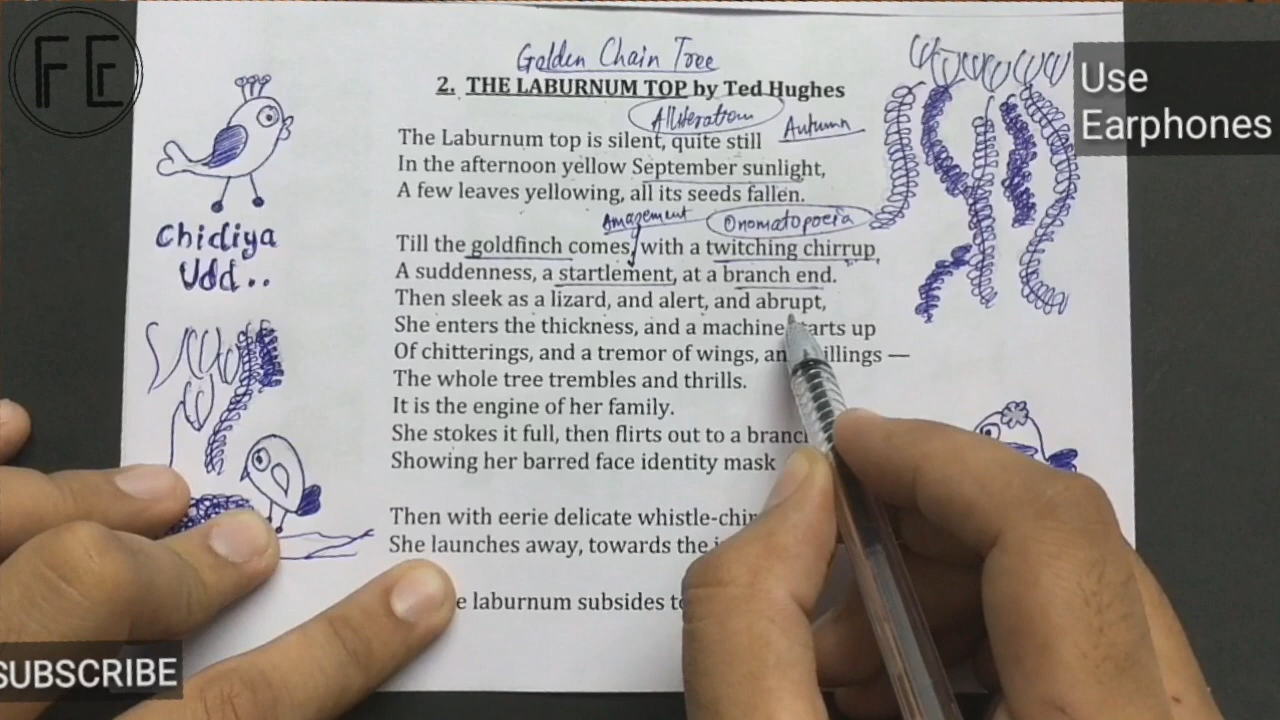 FE
Use
Earphones
Golden Chain Tree
2. THE LABURNUM TOP by Ted Hughes
Alliteration
Autumn
The Laburnum top is silent, quite still
In the afternoon yellow September sunlight,
A few leaves yellowing, all its seeds fallen.
Amazement
Onomatopoeia
Till the goldfinch comes, with a twitching chirrup
A suddenness, a startlement, at a branch end.
Then sleek as a lizard, and alert, and abrupt,
She enters the thickness, and a machine starts up
Of chitterings, and a tremor of wings, and trillings —
The whole tree trembles and thrills.
It is the engine of her family.
She stokes it full, then flirts out to a branch
Showing her barred face identity mask
Then with eerie delicate whistle-chir
She launches away, towards the
laburnum subsides to
Chidiya
Udd..
SUBSCRIBE